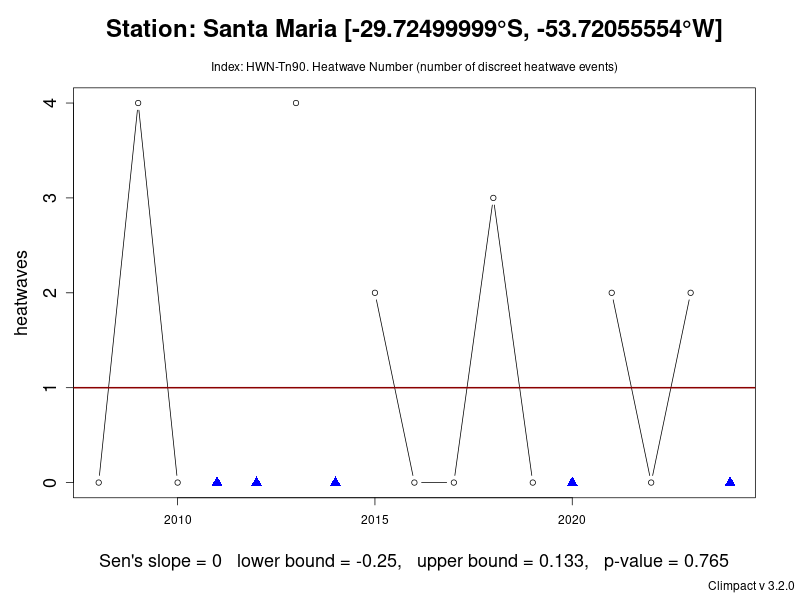 Station: Santa Maria [-29.72499999°S, -53.72055554°W]
Index: HWN-Tn90. Heatwave Number (number of discreet heatwave events)
heatwaves
4
3
2
1
0
2010 2015 2020
Sen's slope = 0 lower bound = -0.25, upper bound = 0.133, p-value = 0.765
Climpact v 3.2.0